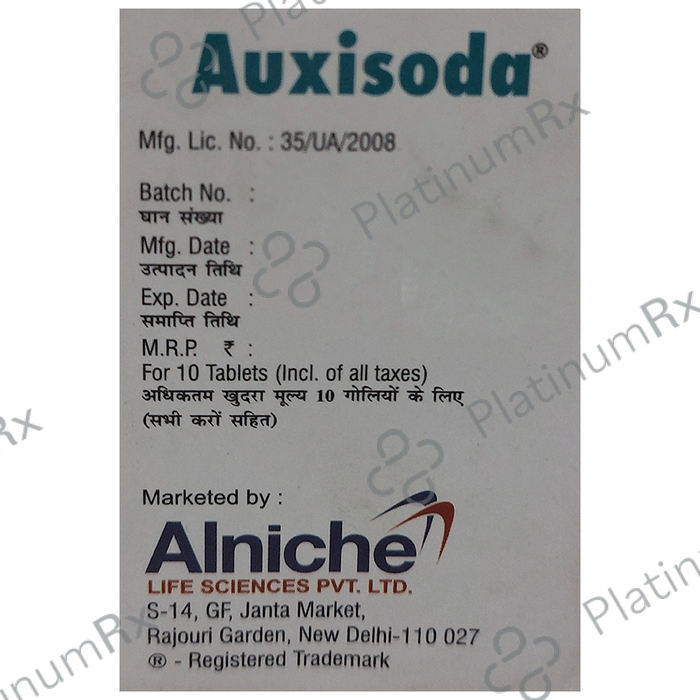 Auxisoda®
Mfg. Lic. No. : 35/UA/2008
Batch No. :
घान संख्या
Mfg. Date :
उत्पादन तिथि
Exp. Date :
समाप्ति तिथि
M.R.P. ₹ :
For 10 Tablets (Incl. of all taxes)
अधिकतम खुदरा मूल्य 10 गोलियों के लिए
(सभी करों सहित)
Marketed by :
Alniche
LIFE SCIENCES PVT. LTD.
S-14, GF, Janta Market,
Rajouri Garden, New Delhi-110 027
® - Registered Trademark
PlatinumRx
PlatinumRx
PlatinumRx
PlatinumRx